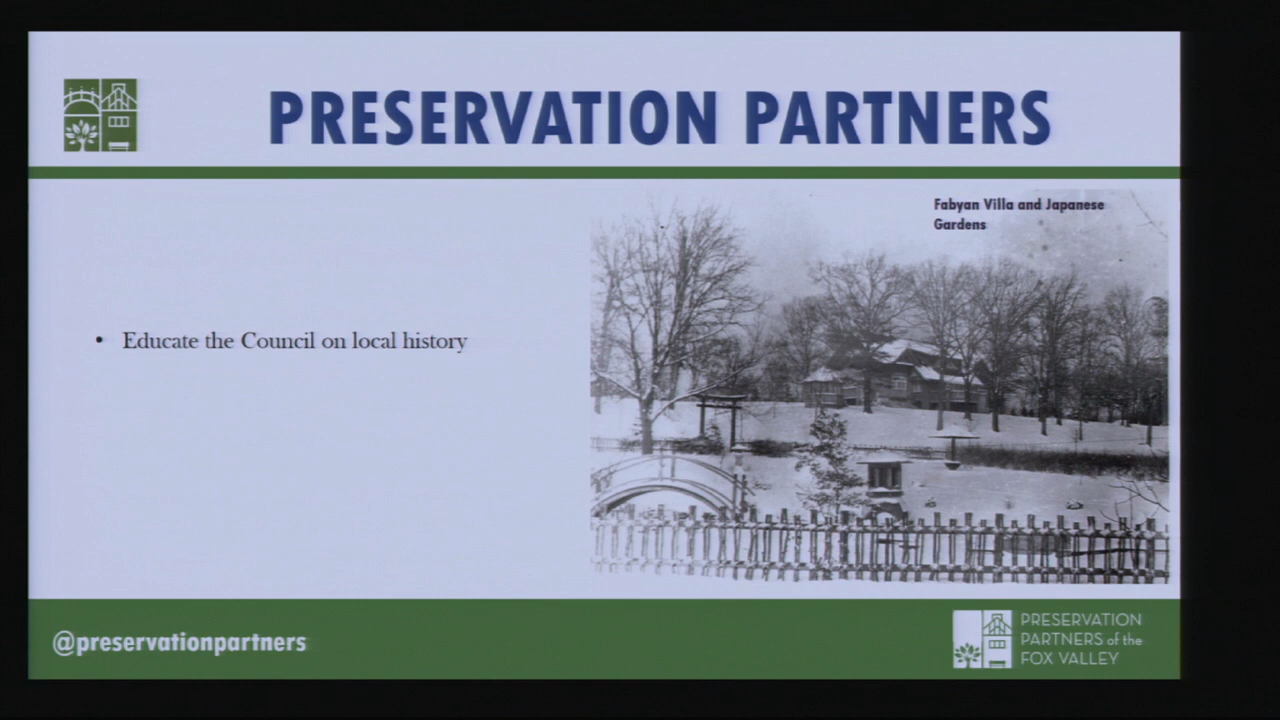 PRESERVATION PARTNERS
Fabyan Villa and Japanese
Gardens
• Educate the Council on local history
@preservationpartners
PRESERVATION
PARTNERS of the
FOX VALLEY